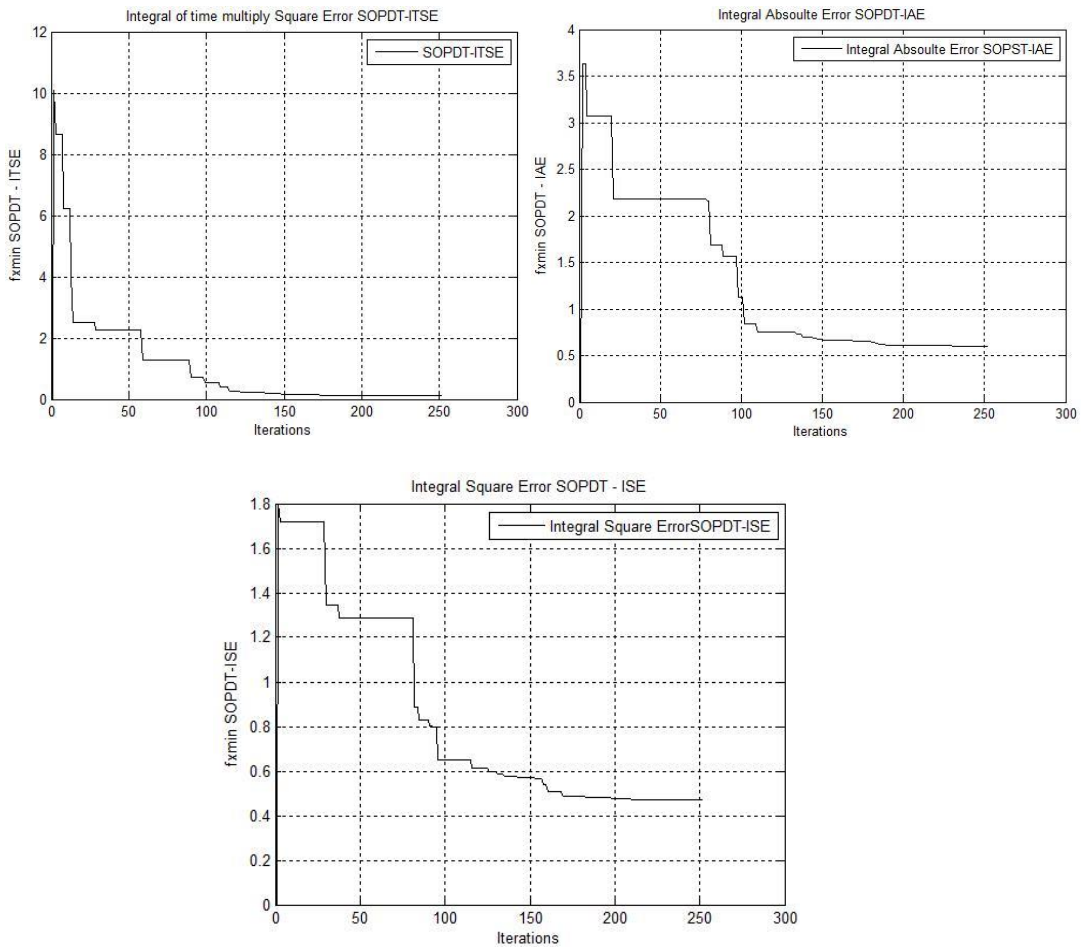 Integral of time multiply Square Error SOPDT-ITSE
12
10
8
6
4
2
0
fxmin SOPDT - ITSE
SOPDT-ITSE
0 50 100 150 200 250 300
Iterations
Integral Absoulte Error SOPDT-IAE
4
3.5
3
2.5
2
1.5
1
0.5
0
fxmin SOPDT - IAE
Integral Absoulte Error SOPST-IAE
0 50 100 150 200 250 300
Iterations
Integral Square Error SOPDT - ISE
1.8
1.6
1.4
1.2
1
0.8
0.6
0.4
0.2
0
fxmin SOPDT-ISE
Integral Square ErrorSOPDT-ISE
0 50 100 150 200 250 300
Iterations